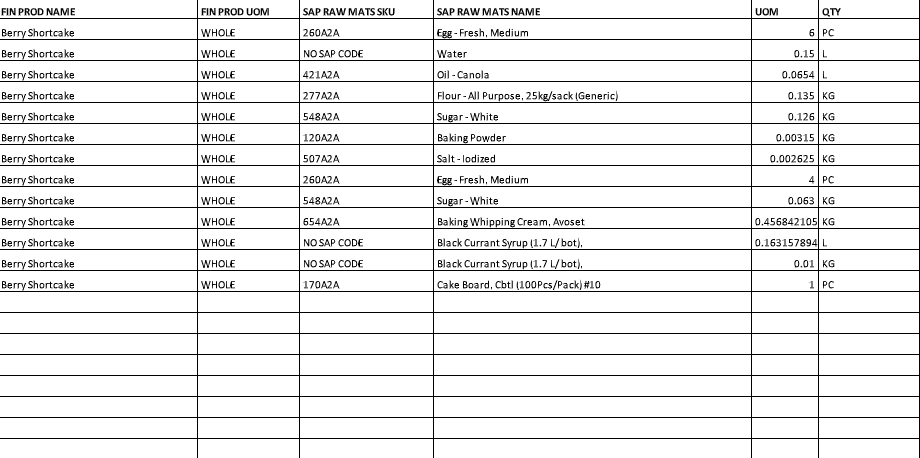 FIN PROD NAME FIN PROD UOM SAP RAW MATS SKU SAP RAW MATS NAME UOM QTY
Berry Shortcake WHOLE 260A2A Egg - Fresh, Medium 6 PC
Berry Shortcake WHOLE NO SAP CODE Water 0.15 L
Berry Shortcake WHOLE 421A2A Oil - Canola 0.0654 L
Berry Shortcake WHOLE 277A2A Flour - All Purpose, 25kg/sack (Generic) 0.135 KG
Berry Shortcake WHOLE 548A2A Sugar - White 0.126 KG
Berry Shortcake WHOLE 120A2A Baking Powder 0.00315 KG
Berry Shortcake WHOLE 507A2A Salt - Iodized 0.002625 KG
Berry Shortcake WHOLE 260A2A Egg - Fresh, Medium 4 PC
Berry Shortcake WHOLE 548A2A Sugar - White 0.063 KG
Berry Shortcake WHOLE 654A2A Baking Whipping Cream, Avoset 0.456842105 KG
Berry Shortcake WHOLE NO SAP CODE Black Currant Syrup (1.7 L/ bot), 0.163157894 L
Berry Shortcake WHOLE NO SAP CODE Black Currant Syrup (1.7 L/ bot), 0.01 KG
Berry Shortcake WHOLE 170A2A Cake Board, Cbtl (100Pcs/Pack) #10 1 PC